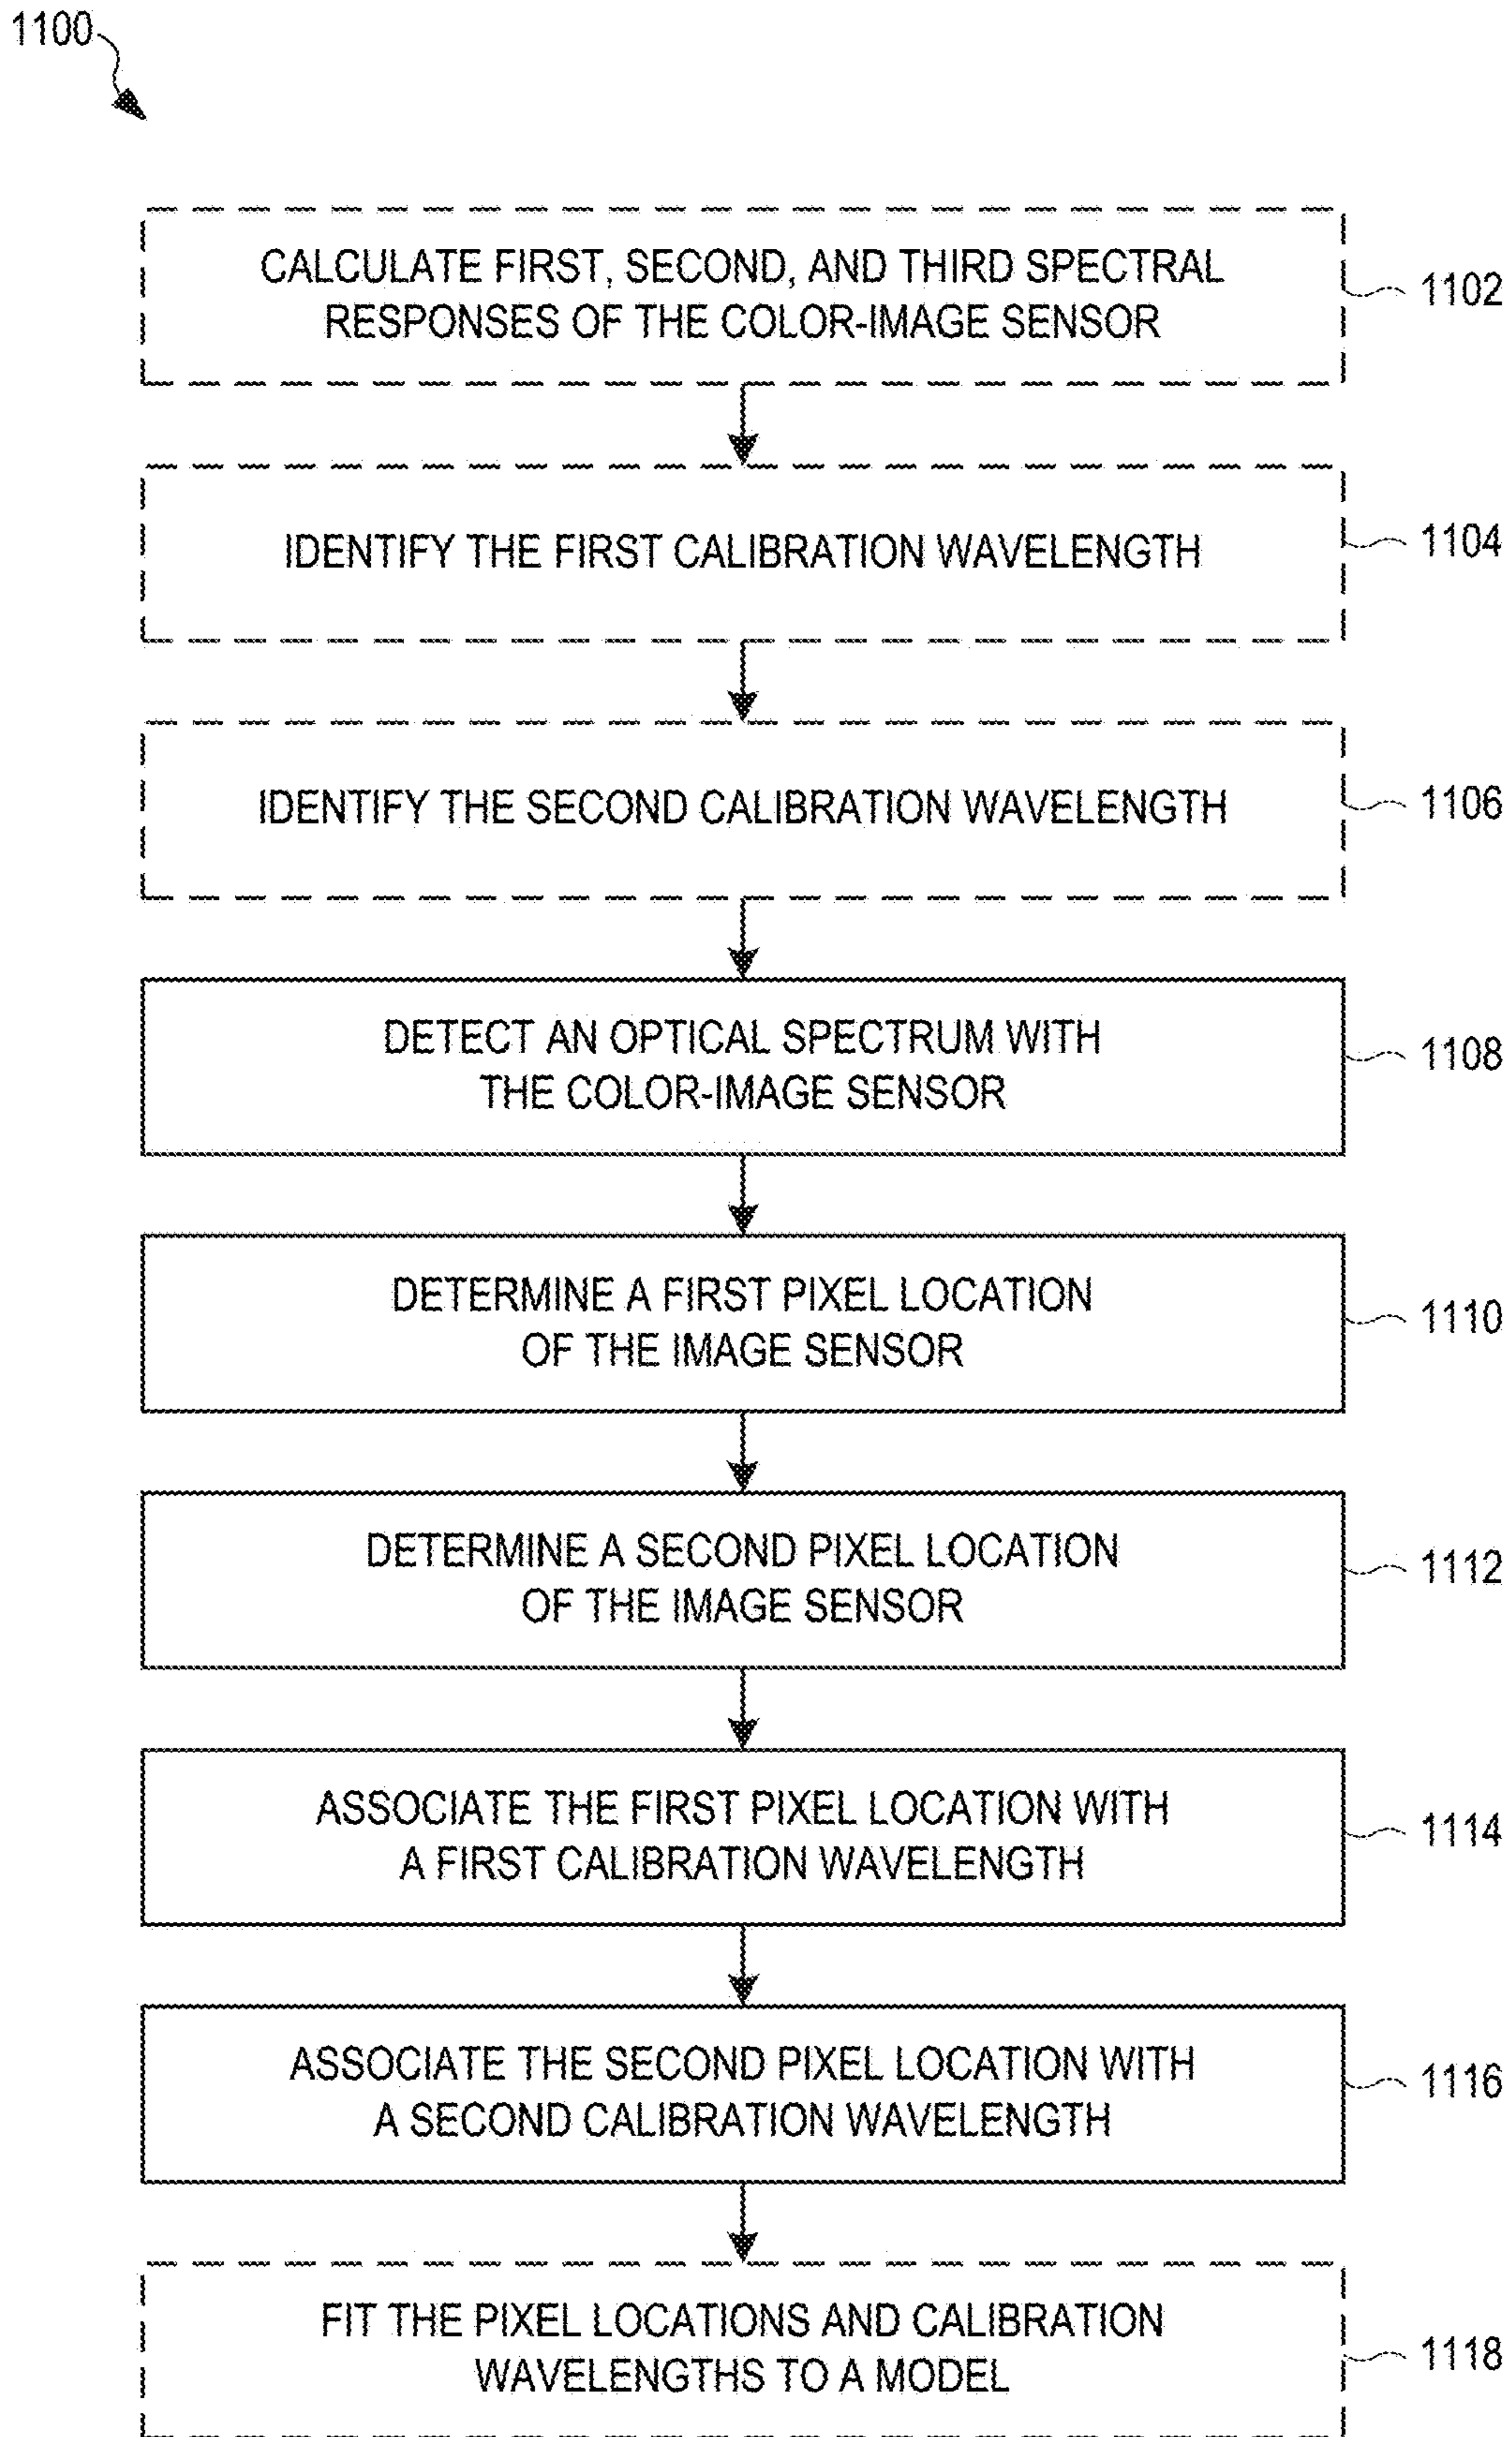 1100
CALCULATE FIRST, SECOND, AND THIRD SPECTRAL
RESPONSES OF THE COLOR-IMAGE SENSOR
1102
IDENTIFY THE FIRST CALIBRATION WAVELENGTH
1104
IDENTIFY THE SECOND CALIBRATION WAVELENGTH
1106
DETECT AN OPTICAL SPECTRUM WITH
THE COLOR-IMAGE SENSOR
1108
DETERMINE A FIRST PIXEL LOCATION
OF THE IMAGE SENSOR
1110
DETERMINE A SECOND PIXEL LOCATION
OF THE IMAGE SENSOR
1112
ASSOCIATE THE FIRST PIXEL LOCATION WITH
A FIRST CALIBRATION WAVELENGTH
1114
ASSOCIATE THE SECOND PIXEL LOCATION WITH
A SECOND CALIBRATION WAVELENGTH
1116
FIT THE PIXEL LOCATIONS AND CALIBRATION
WAVELENGTHS TO A MODEL
1118